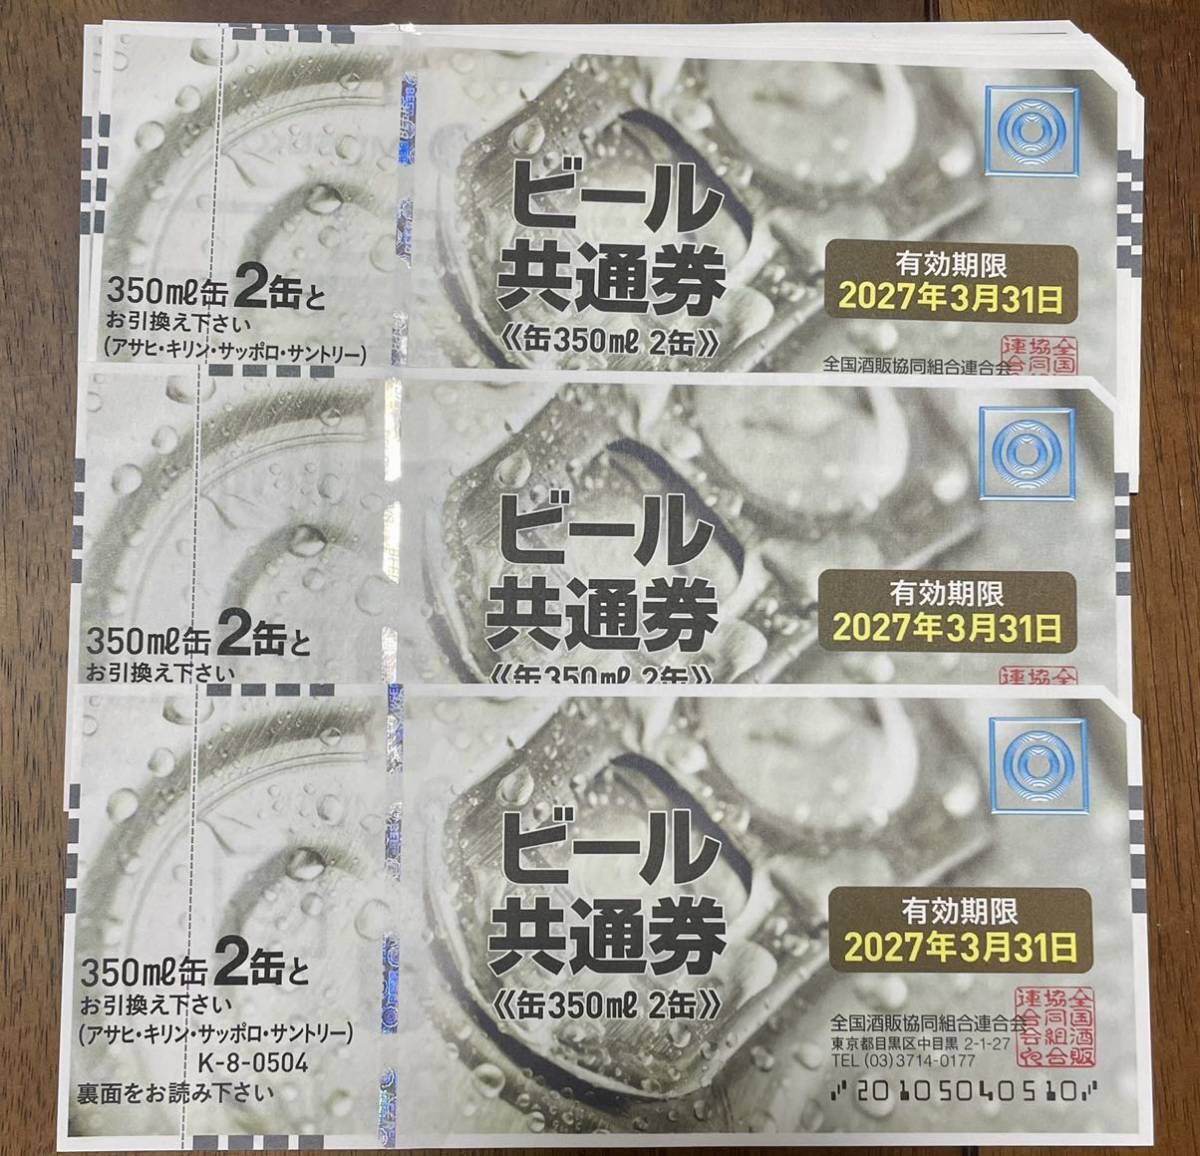 350㎖缶2缶と
お引換え下さい
(アサヒ・キリン・サッポロ・サントリー)
ビール
共通券
《缶350㎖ 2缶》
有効期限
2027年3月31日
全国酒販協同組合連合会
350㎖缶2缶と
お引換え下さい
ビール
共通券
《缶350㎖ 2缶》
有効期限
2027年3月31日
350㎖缶2缶と
お引換え下さい
(アサヒ・キリン・サッポロ・サントリー)
K-8-0504
裏面をお読み下さい
ビール
共通券
《缶350㎖ 2缶》
有効期限
2027年3月31日
全国酒販協同組合連合会
東京都目黒区中目黒 2-1-27
TEL (03)3714-0177
20105040510